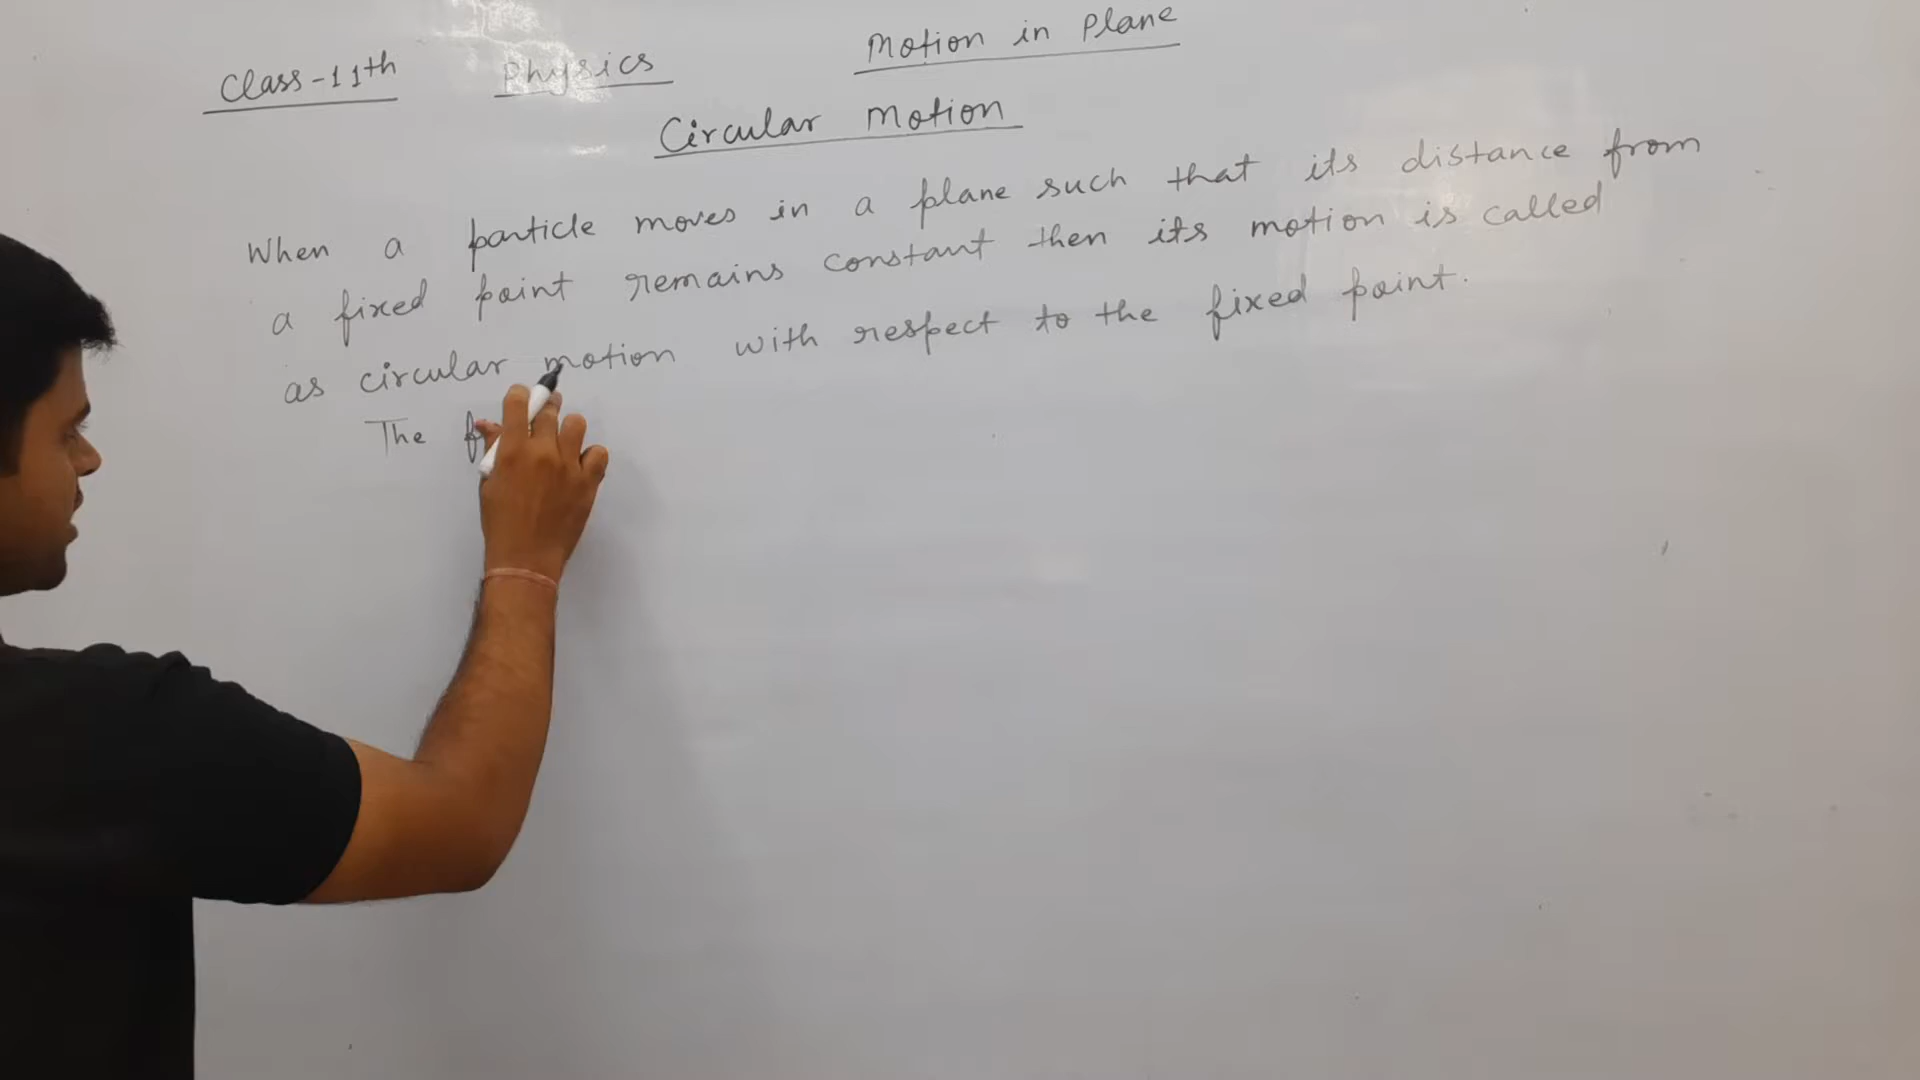 Class-11th Physics Motion in Plane
Circular Motion
When a particle moves in a plane such that its distance from
a fixed point remains constant then its motion is called
as circular motion with respect to the fixed point.
The